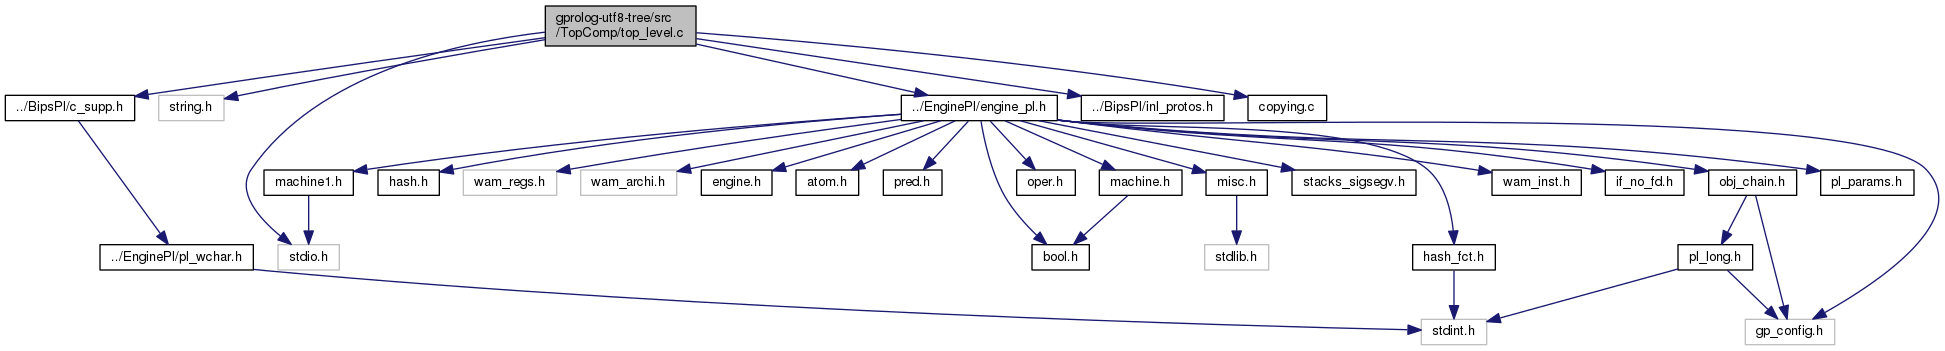 gprolog-utf8-tree/src
/TopComp/top_level.c
../BipsPl/c_supp.h
string.h
../EnginePl/engine_pl.h
../BipsPl/inl_protos.h
copying.c
machine1.h
hash.h
wam_regs.h
wam_archi.h
engine.h
atom.h
pred.h
oper.h
machine.h
misc.h
stacks_sigsegv.h
wam_inst.h
if_no_fd.h
obj_chain.h
pl_params.h
../EnginePl/pl_wchar.h
stdio.h
bool.h
stdlib.h
hash_fct.h
pl_long.h
stdint.h
gp_config.h